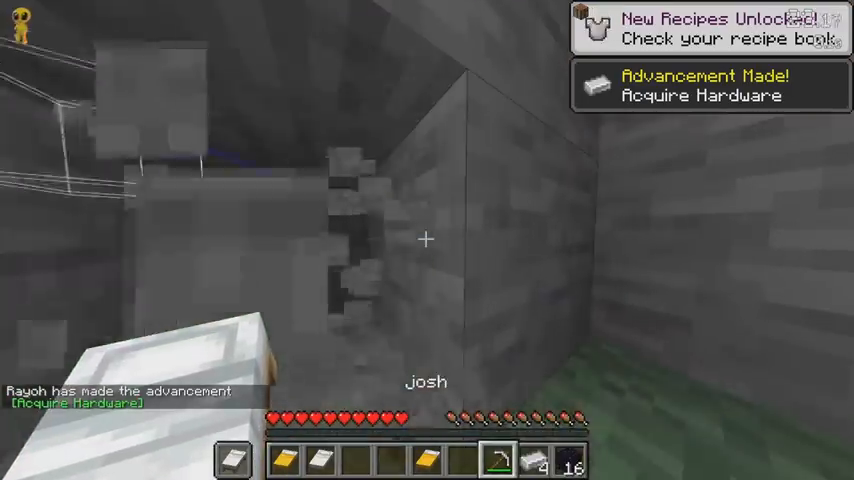 New Recipes Unlocked!
Check your recipe book
Advancement Made!
Acquire Hardware
josh
Rayoh has made the advancement
[Acquire Hardware]
4
16